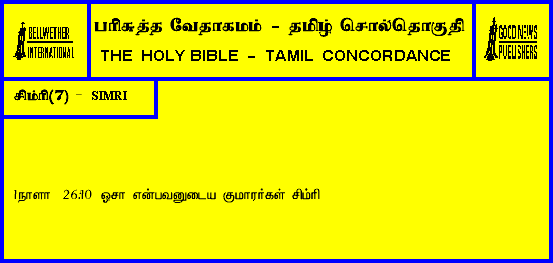 BELLWETHER
INTERNATIONAL
பரிசுத்த வேதாகமம் - தமிழ் சொல்தொகுதி
THE HOLY BIBLE - TAMIL CONCORDANCE
GOOD NEWS
PUBLISHERS
சிம்ரி(7) - SIMRI
1நாளா 26:10 ஓசா என்பவனுடைய குமாரர்கள் சிம்ரி